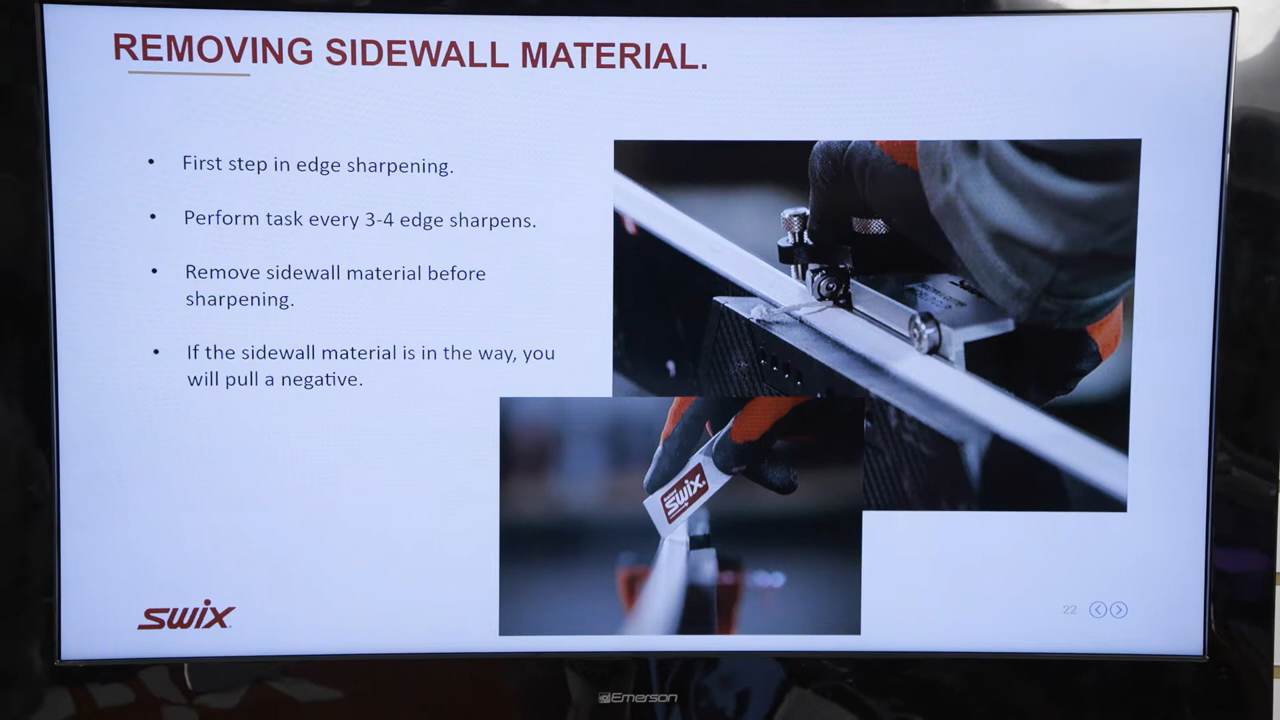 REMOVING SIDEWALL MATERIAL.
• First step in edge sharpening.
• Perform task every 3-4 edge sharpens.
• Remove sidewall material before
sharpening.
• If the sidewall material is in the way, you
will pull a negative.
swix
swix
22
Emerson